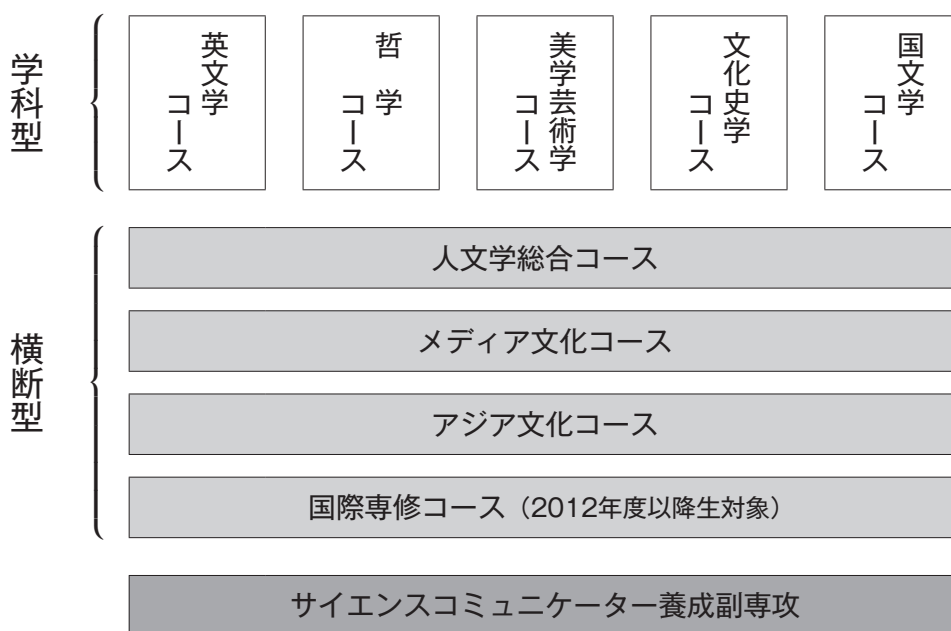 学科型
英文学
コース
哲　学
コース
美学芸術学
コース
文化史学
コース
国文学
コース
横断型
人文学総合コース
メディア文化コース
アジア文化コース
国際専修コース（2012年度以降生対象）
サイエンスコミュニケーター養成副専攻